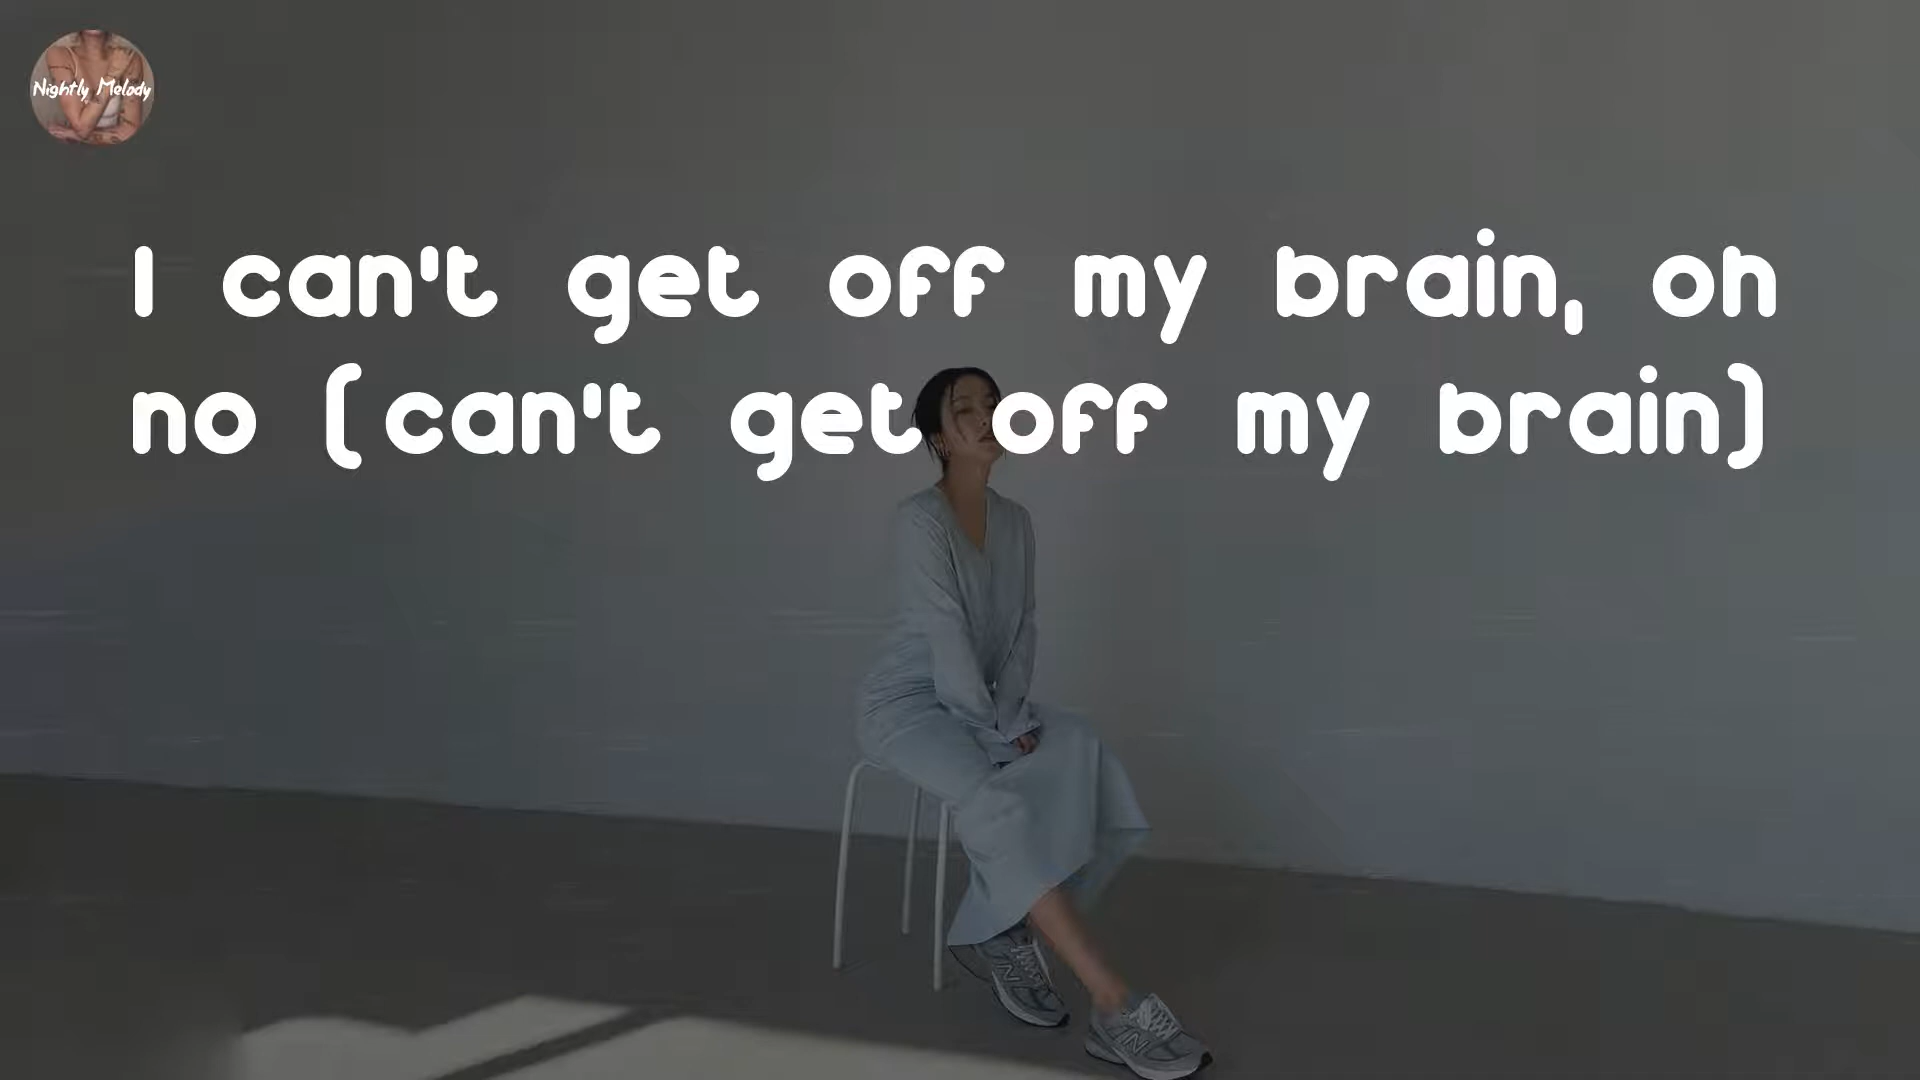 Nightly Melody
I can't get off my brain, oh
no (can't get off my brain)
N
N